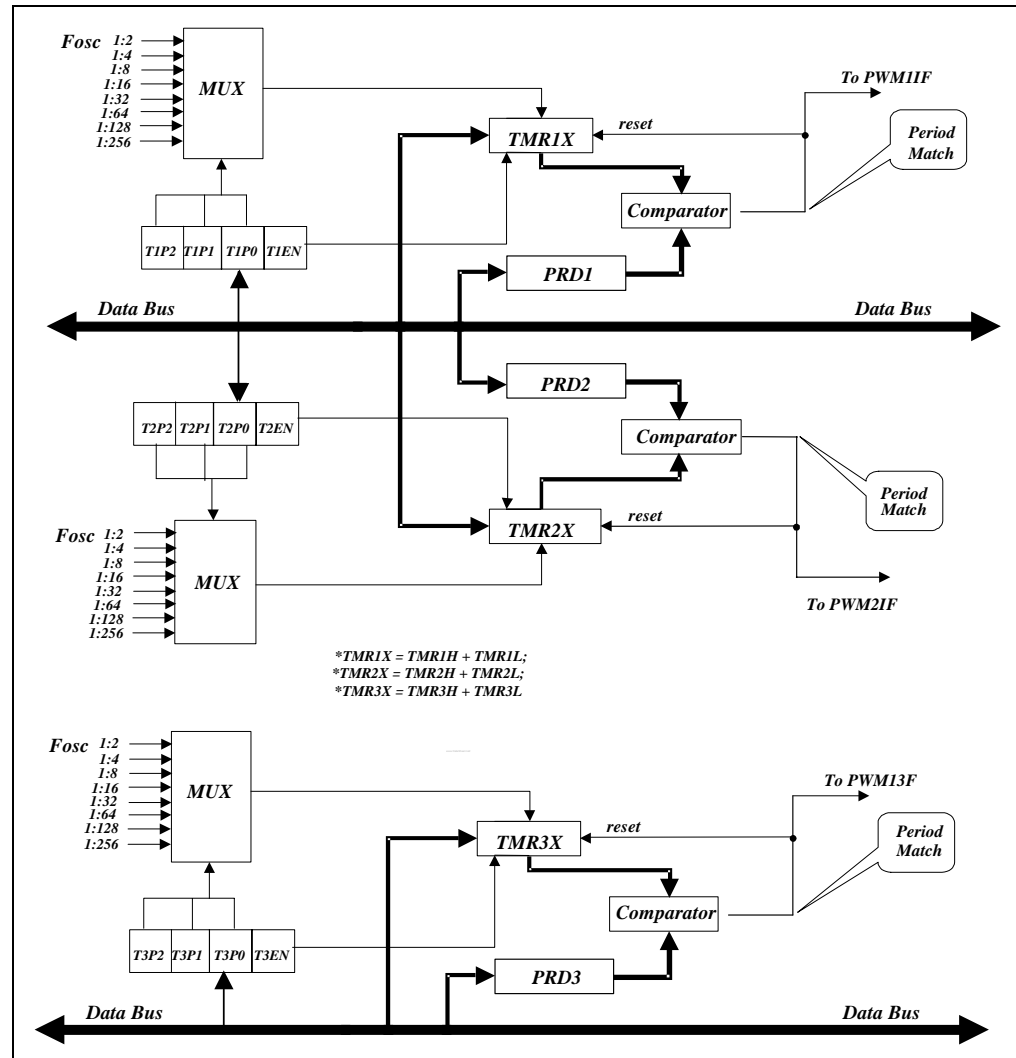 Fosc 1:2
1:4
1:8
1:16
1:32
1:64
1:128
1:256
MUX
To PWM1IF
TMR1X
reset
Period
Match
Comparator
T1P2 T1P1 T1P0 T1EN
PRD1
Data Bus
Data Bus
PRD2
T2P2 T2P1 T2P0 T2EN
Comparator
Period
Match
Fosc 1:2
1:4
1:8
1:16
1:32
1:64
1:128
1:256
MUX
TMR2X
reset
To PWM2IF
*TMR1X = TMR1H + TMR1L;
*TMR2X = TMR2H + TMR2L;
*TMR3X = TMR3H + TMR3L
Fosc 1:2
1:4
1:8
1:16
1:32
1:64
1:128
1:256
MUX
To PWM13F
TMR3X
reset
Period
Match
Comparator
T3P2 T3P1 T3P0 T3EN
PRD3
Data Bus
Data Bus